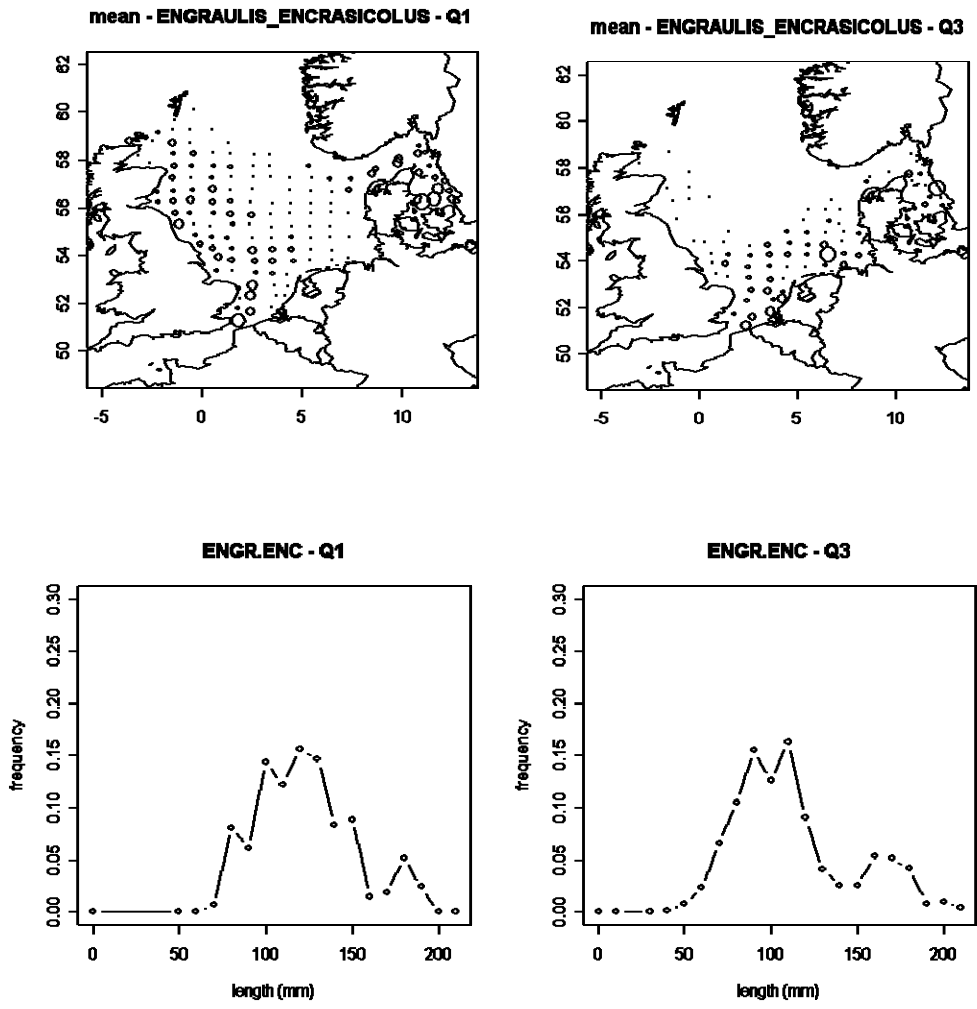 mean - ENGRAULIS_ENCRASICOLUS - Q1
62
60
58
56
54
52
50
-5 0 5 10
mean - ENGRAULIS_ENCRASICOLUS - Q3
62
60
58
56
54
52
50
-5 0 5 10
ENGR.ENC - Q1
frequency
0.30
0.25
0.20
0.15
0.10
0.05
0.00
0 50 100 150 200
length (mm)
ENGR.ENC - Q3
frequency
0.30
0.25
0.20
0.15
0.10
0.05
0.00
0 50 100 150 200
length (mm)